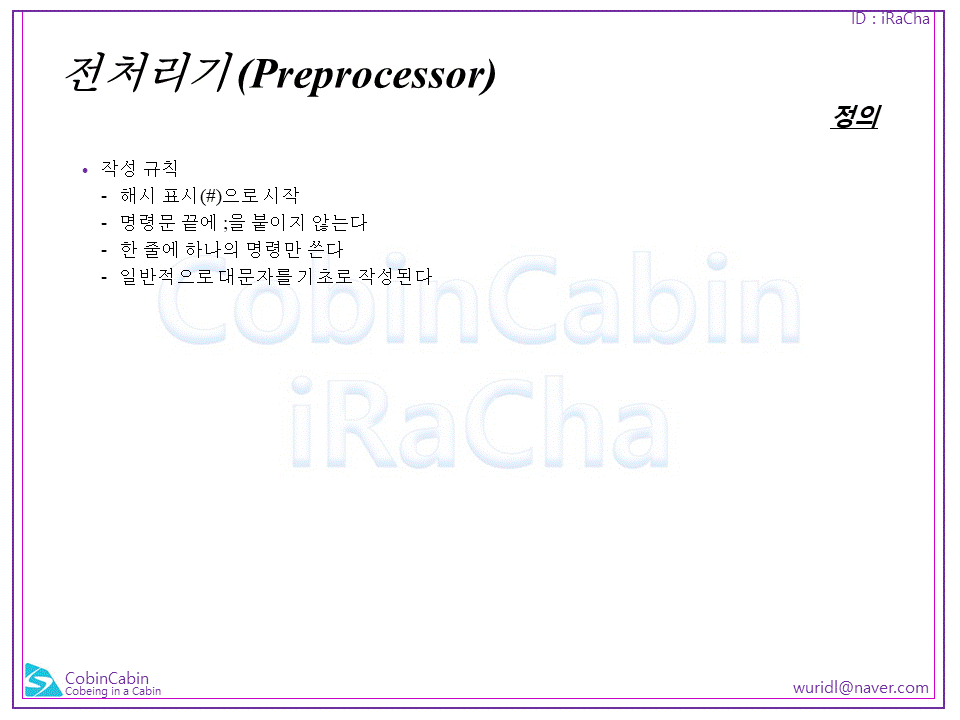 ID : iRaCha
전처리기(Preprocessor)
정의
• 작성 규칙
- 해시 표시(#)으로 시작
- 명령문 끝에 ;을 붙이지 않는다
- 한 줄에 하나의 명령만 쓴다
- 일반적으로 대문자를 기초로 작성된다
CobinCabin
iRaCha
CobinCabin
Cobeing in a Cabin
wuridl@naver.com